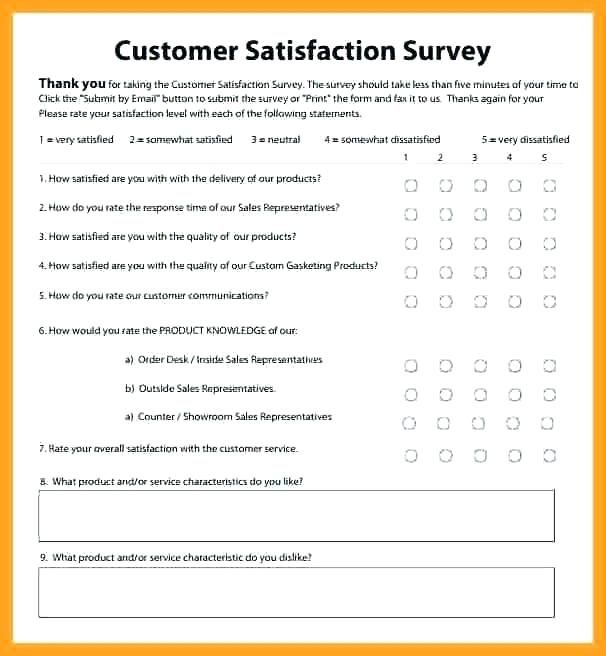 Customer Satisfaction Survey
Thank you for taking the Customer Satisfaction Survey. The survey should take less than five minutes of your time to
Click the "Submit by Email" button to submit the survey or "Print" the form and fax it to us. Thanks again for your
Please rate your satisfaction level with each of the following statements.
1 = very satisfied 2 = somewhat satisfied 3 = neutral 4 = somewhat dissatisfied 5 = very dissatisfied
1 2 3 4 5
1. How satisfied are you with with the delivery of our products?
2. How do you rate the response time of our Sales Representatives?
3. How satisfied are you with the quality of our products?
4. How satisfied are you with the quality of our Custom Gasketing Products?
5. How do you rate our customer communications?
6. How would you rate the PRODUCT KNOWLEDGE of our:
a) Order Desk / Inside Sales Representatives
b) Outside Sales Representatives.
a) Counter / Showroom Sales Representatives
7. Rate your overall satisfaction with the customer service.
8. What product and/or service characteristics do you like?
9. What product and/or service characteristic do you dislike?